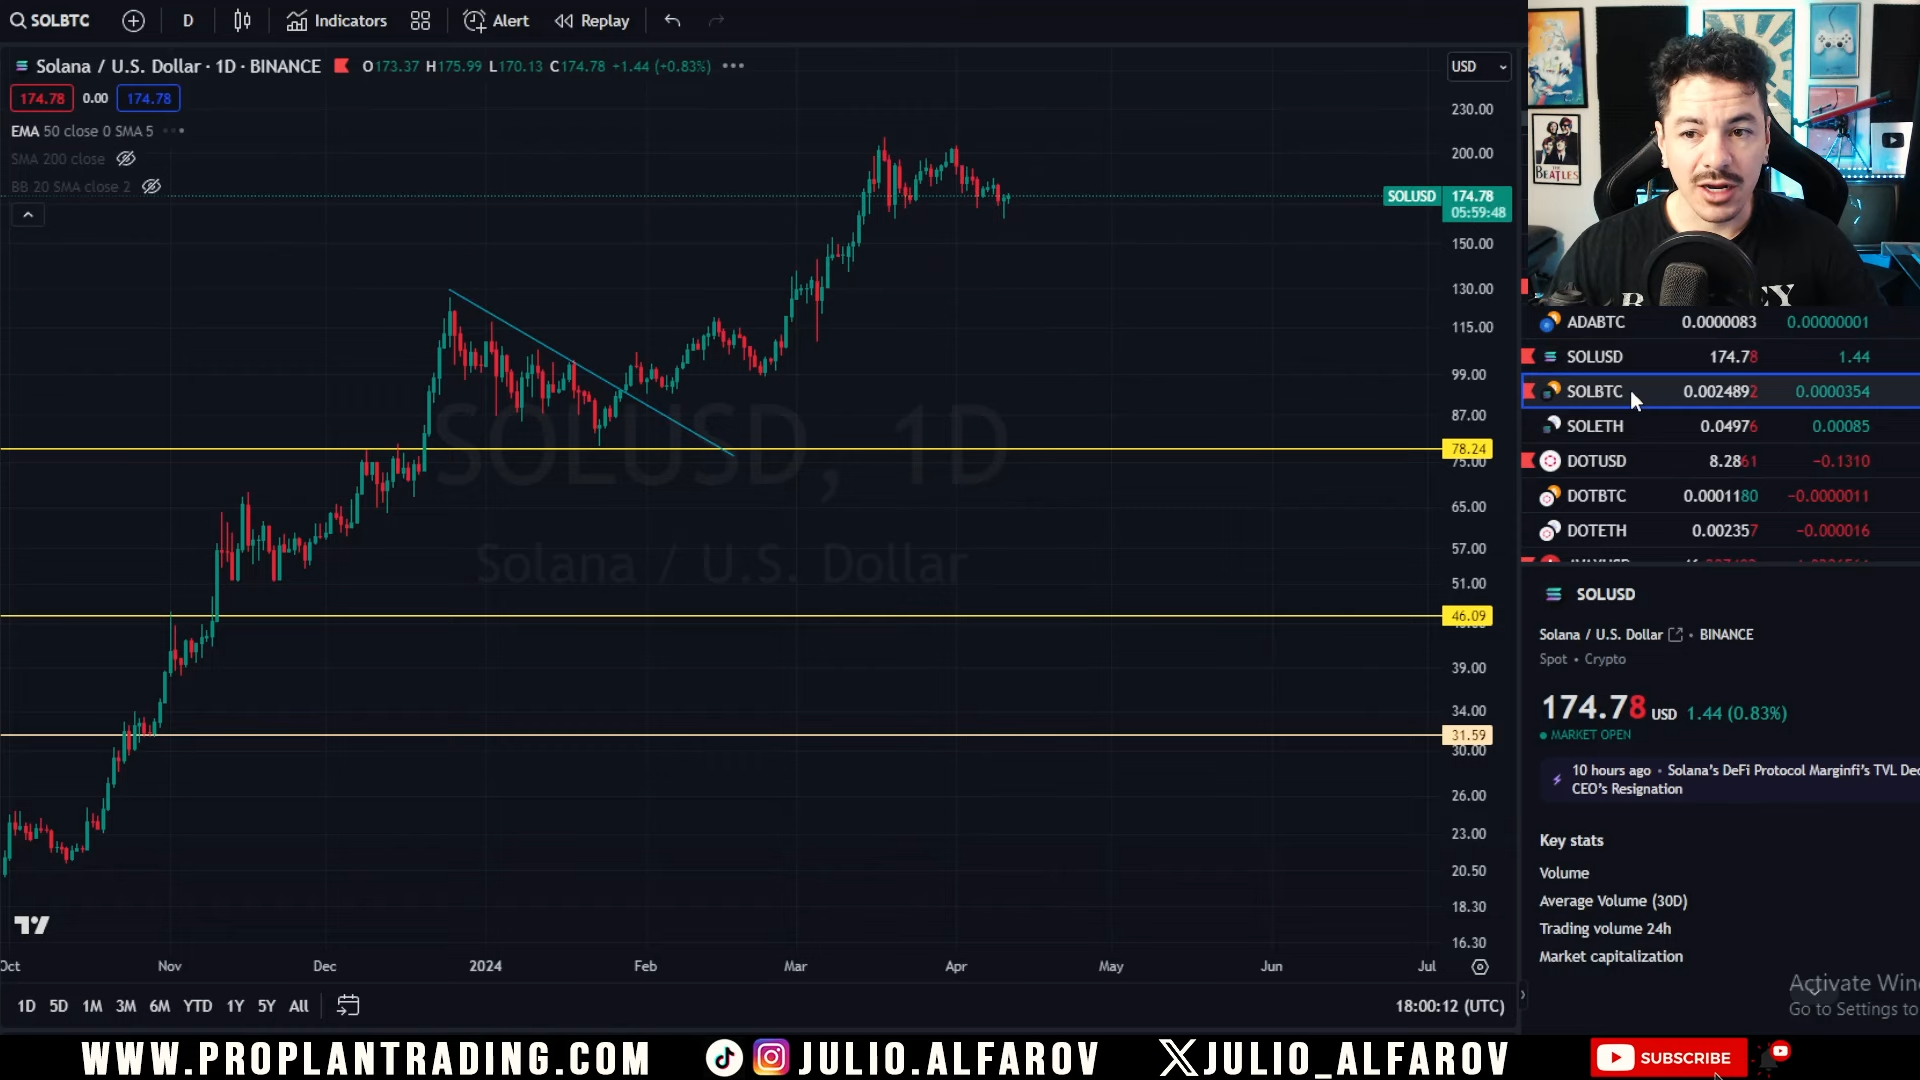 SOLBTC
D
Indicators
Alert
Replay
Solana / U.S. Dollar · 1D · BINANCE O173.37 H175.99 L170.13 C174.78 +1.44 (+0.83%)
USD
174.78 0.00 174.78
EMA 50 close 0 SMA 5
SMA 200 close
BB 20 SMA close 2
230.00
200.00
SOLUSD 174.78
05:59:48
150.00
130.00
115.00
99.00
87.00
78.24
75.00
65.00
57.00
51.00
46.09
39.00
34.00
31.59
30.00
26.00
23.00
20.50
18.30
16.30
SOLUSD, 1D
Solana / U.S. Dollar
Oct Nov Dec 2024 Feb Mar Apr May Jun Jul
1D 5D 1M 3M 6M YTD 1Y 5Y All
18:00:12 (UTC)
BEATLES
ADABTC 0.0000083 0.00000001
SOLUSD 174.78 1.44
SOLBTC 0.0024892 0.0000354
SOLETH 0.04976 0.00085
DOTUSD 8.2861 −0.1310
DOTBTC 0.0001180 −0.0000011
DOTETH 0.002357 −0.000016
SOLUSD
Solana / U.S. Dollar • BINANCE
Spot • Crypto
174.78 USD 1.44 (0.83%)
MARKET OPEN
10 hours ago • Solana's DeFi Protocol Marginfi's TVL Dec
CEO's Resignation
Key stats
Volume
Average Volume (30D)
Trading volume 24h
Market capitalization
Activate Win
Go to Settings to
WWW.PROPLANTRADING.COM
JULIO.ALFAROV
JULIO_ALFAROV
SUBSCRIBE